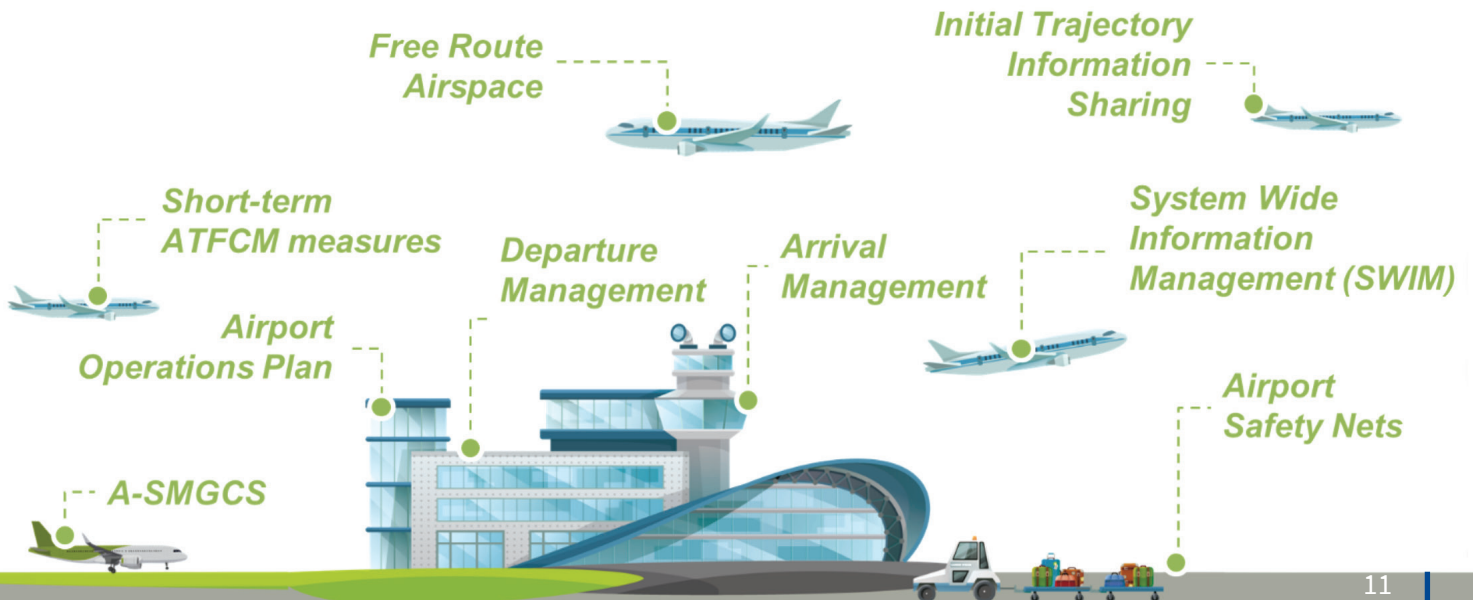 Free Route
Airspace
Initial Trajectory
Information
Sharing
Short-term
ATFCM measures
System Wide
Information
Management (SWIM)
Departure
Management
Arrival
Management
Airport
Operations Plan
Airport
Safety Nets
A-SMGCS
11